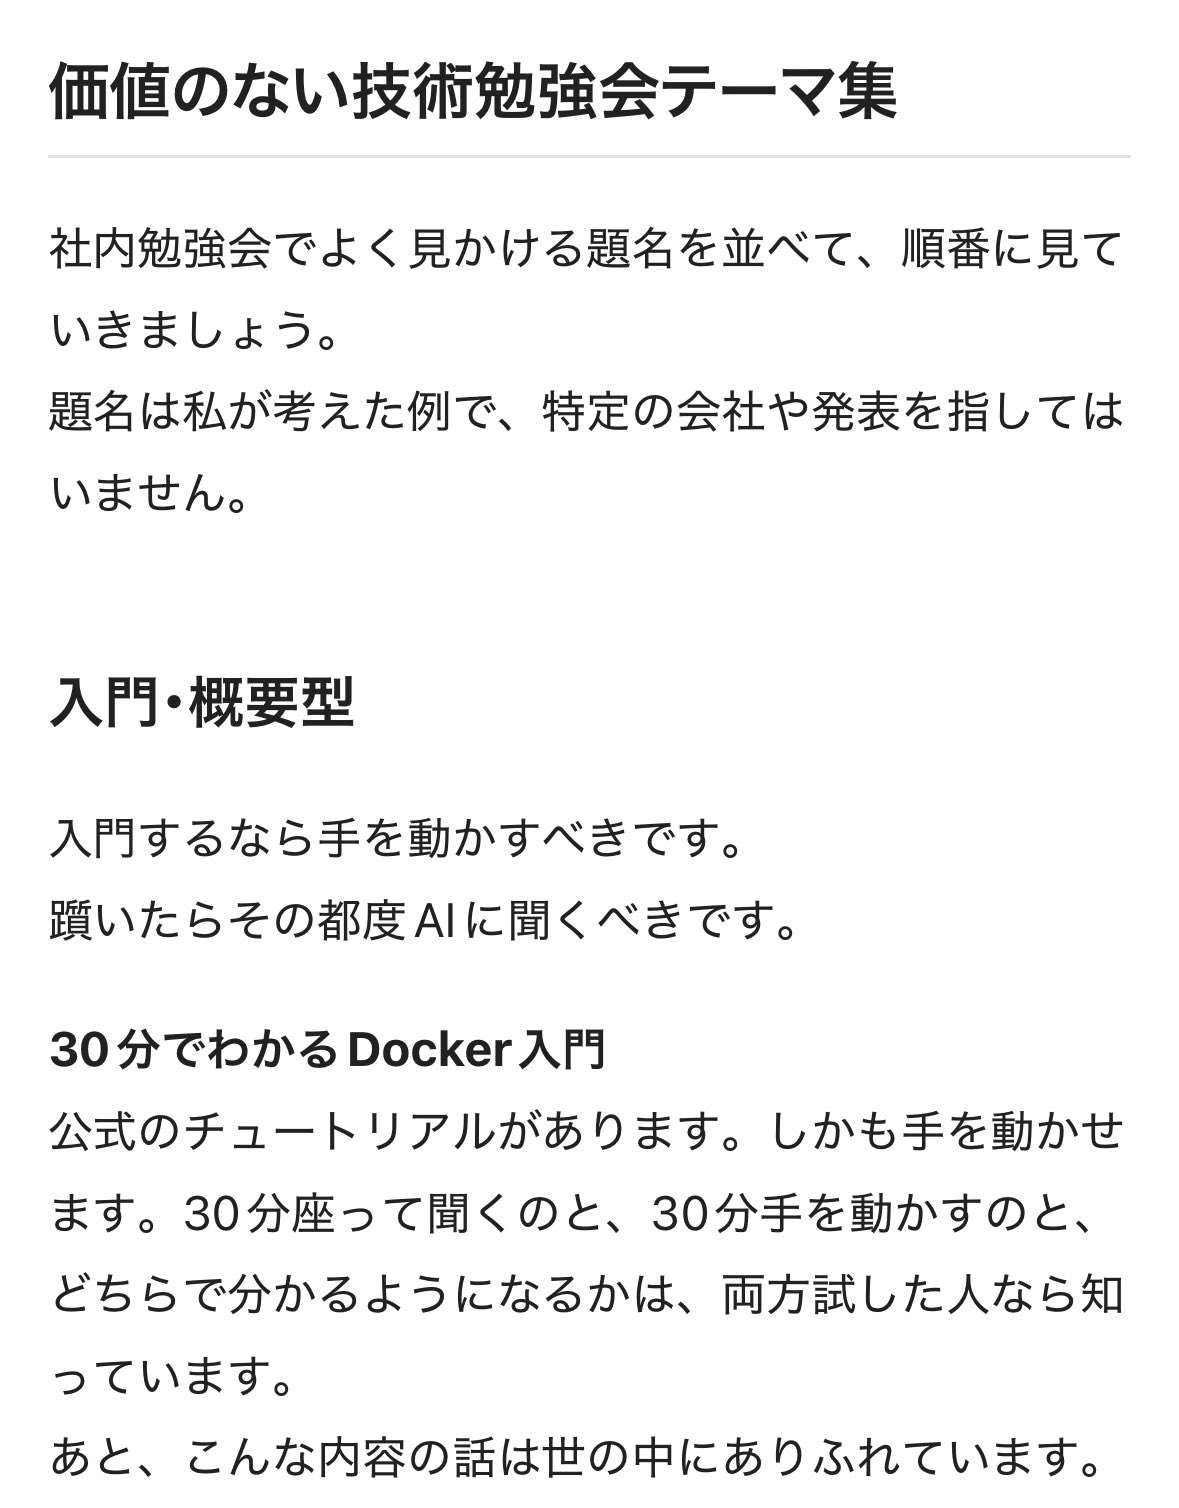 価値のない技術勉強会テーマ集
社内勉強会でよく見かける題名を並べて、順番に見て
いきましょう。
題名は私が考えた例で、特定の会社や発表を指しては
いません。
入門・概要型
入門するなら手を動かすべきです。
躓いたらその都度AIに聞くべきです。
30分でわかるDocker入門
公式のチュートリアルがあります。しかも手を動かせ
ます。30分座って聞くのと、30分手を動かすのと、
どちらで分かるようになるかは、両方試した人なら知
っています。
あと、こんな内容の話は世の中にありふれています。